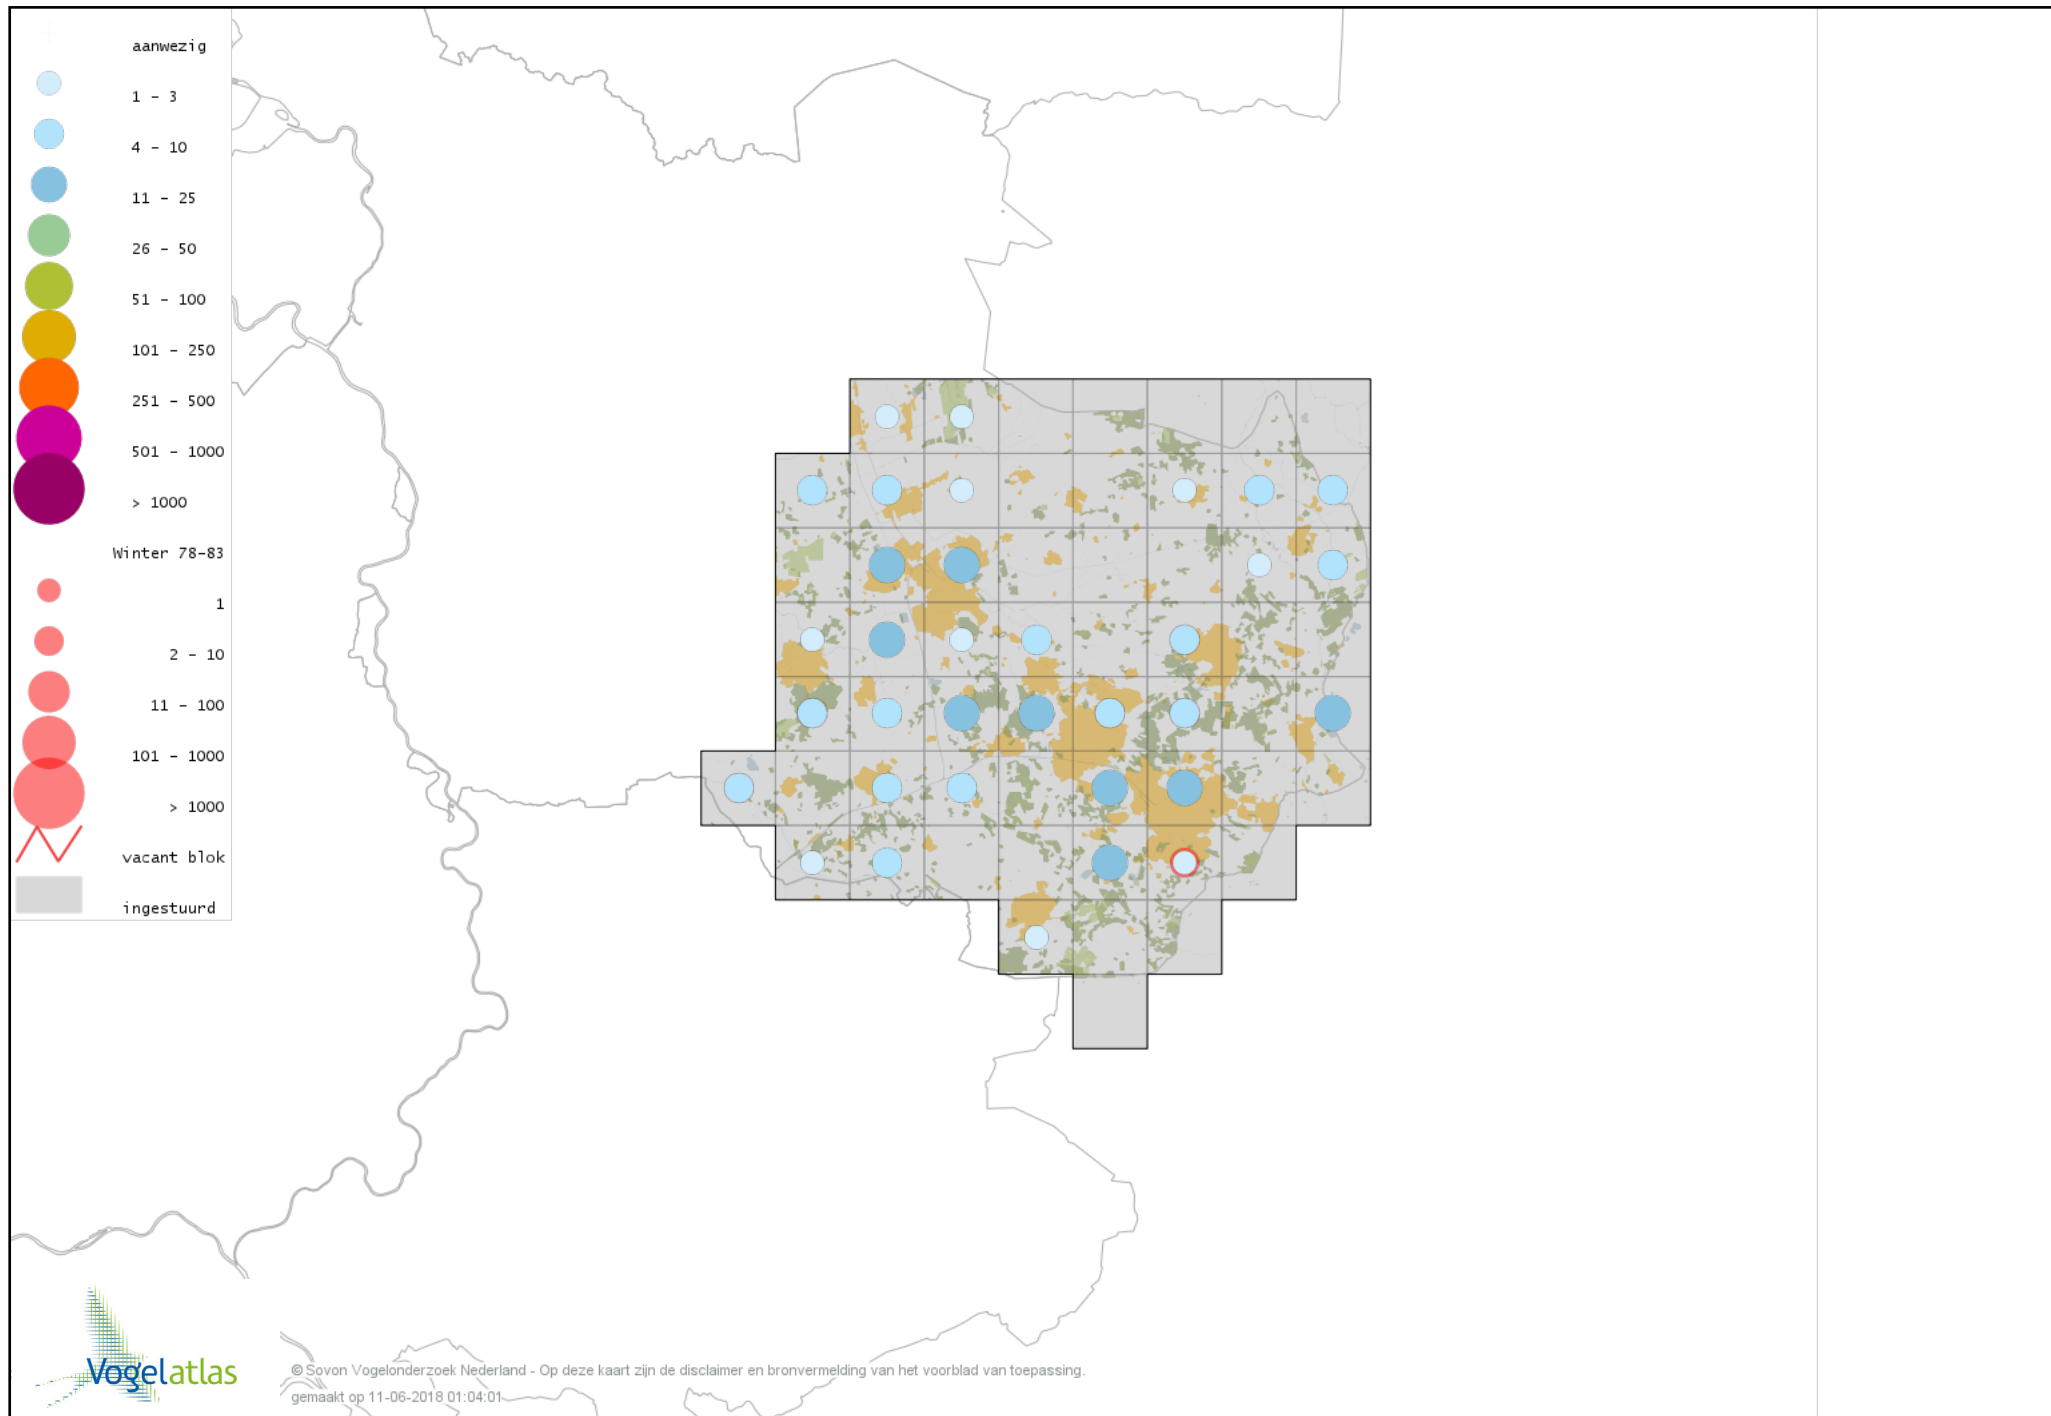 aanwezig
1 - 3
4 - 10
11 - 25
26 - 50
51 - 100
101 - 250
251 - 500
501 - 1000
> 1000
Winter 78-83
1
2 - 10
11 - 100
101 - 1000
> 1000
vacant blok
ingestuurd
Vogelatlas
© Sovon Vogelonderzoek Nederland - Op deze kaart zijn de disclaimer en bronvermelding van het voorblad van toepassing.
gemaakt op 11-06-2018 01:04:01